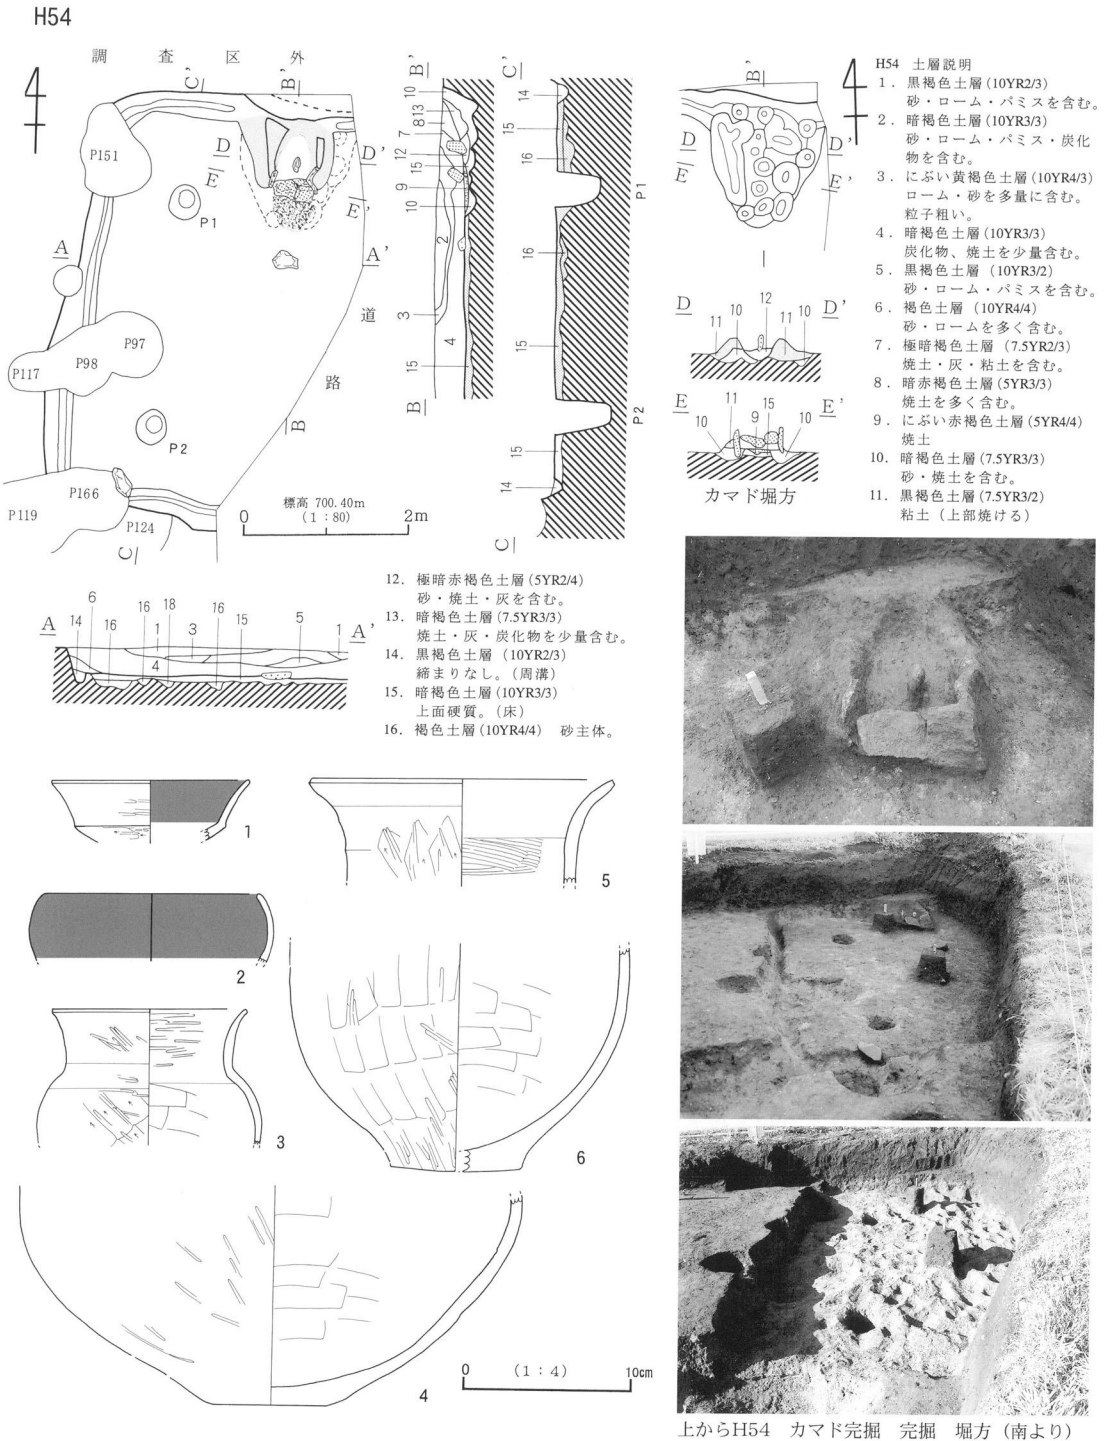 H54
調 査 区 外
C'
B'
P151
D
D'
E
E'
P1
A
A'
道
P97
P98
P117
路
P2
B
P166
P119
P124
C
標高 700.40m
(1:80)
0
2m
B'
10
8
13
7
12
15
9
10
2
3
4
15
B
C'
14
15
16
P1
16
15
P2
15
14
C
B'
D
D'
E
E'
D
D'
11
10
12
11
10
E
E'
10
11
9
15
10
カマド堀方
H54 土層説明
1. 黒褐色土層(10YR2/3)
砂・ローム・パミスを含む。
2. 暗褐色土層(10YR3/3)
砂・ローム・パミス・炭化
物を含む。
3. にぶい黄褐色土層(10YR4/3)
ローム・砂を多量に含む。
粒子粗い。
4. 暗褐色土層(10YR3/3)
炭化物、焼土を少量含む。
5. 黒褐色土層(10YR3/2)
砂・ローム・パミスを含む。
6. 褐色土層(10YR4/4)
砂・ロームを多く含む。
7. 極暗褐色土層(7.5YR2/3)
焼土・灰・粘土を含む。
8. 暗赤褐色土層(5YR3/3)
焼土を多く含む。
9. にぶい赤褐色土層(5YR4/4)
焼土
10. 暗褐色土層(7.5YR3/3)
砂・焼土を含む。
11. 黒褐色土層(7.5YR3/2)
粘土(上部焼ける)
12. 極暗赤褐色土層(5YR2/4)
砂・焼土・灰を含む。
13. 暗褐色土層(7.5YR3/3)
焼土・灰・炭化物を少量含む。
14. 黒褐色土層(10YR2/3)
締まりなし。(周溝)
15. 暗褐色土層(10YR3/3)
上面硬質。(床)
16. 褐色土層(10YR4/4) 砂主体。
A
14
6
16
16
1
18
3
16
15
5
1
A'
4
1
2
3
5
6
4
0
(1:4)
10cm
上からH54 カマド完掘 完掘 堀方(南より)